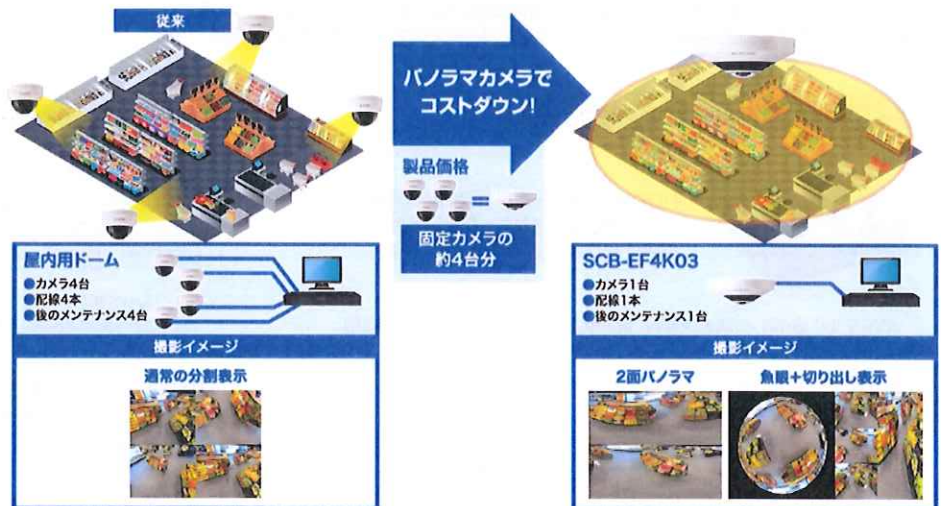 従来
パノラマカメラで
コストダウン!
製品価格
固定カメラの
約4台分
屋内用ドーム
●カメラ4台
●配線4本
●後のメンテナンス4台
撮影イメージ
通常の分割表示
SCB-EF4K03
●カメラ1台
●配線1本
●後のメンテナンス1台
撮影イメージ
2面パノラマ
魚眼+切り出し表示